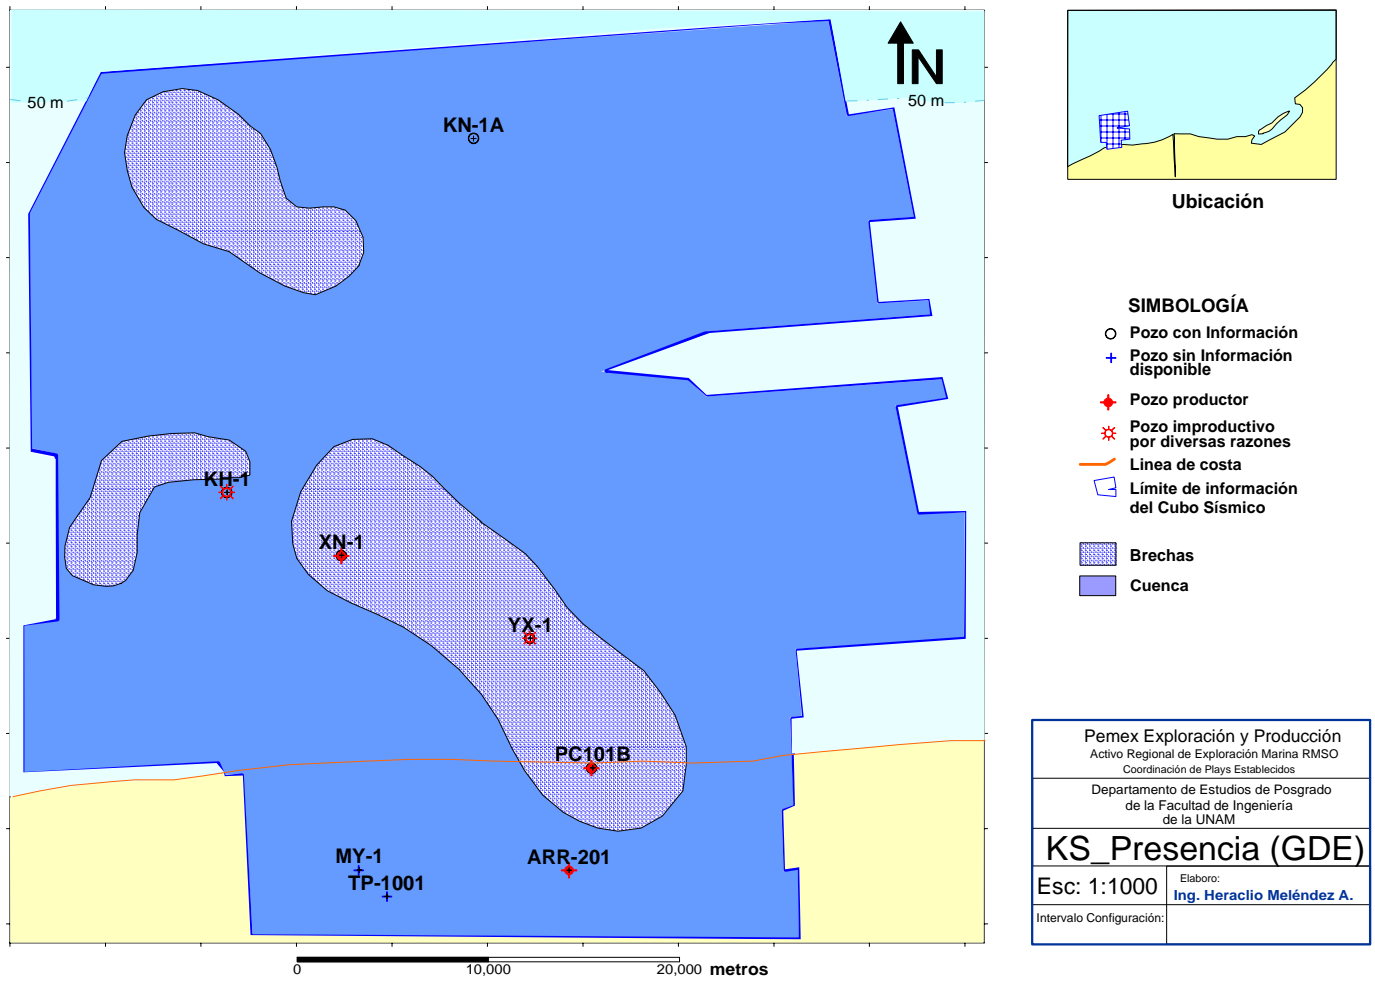 50 m
KN-1A
N
50 m
KH-1
XN-1
YX-1
PC101B
MY-1
TP-1001
ARR-201
0
10,000
20,000
metros
Ubicación
SIMBOLOGÍA
Pozo con Información
Pozo sin Información
disponible
Pozo productor
Pozo improductivo
por diversas razones
Linea de costa
Límite de información
del Cubo Sísmico
Brechas
Cuenca
Pemex Exploración y Producción
Activo Regional de Exploración Marina RMSO
Coordinación de Plays Establecidos
Departamento de Estudios de Posgrado
de la Facultad de Ingeniería
de la UNAM
KS_Presencia (GDE)
Esc: 1:1000
Elaboro:
Ing. Heraclio Meléndez A.
Intervalo Configuración: